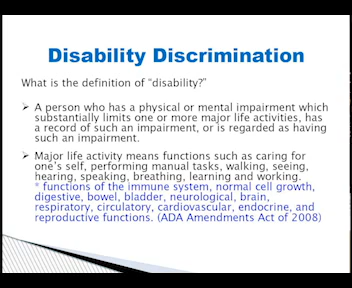 Disability Discrimination
What is the definition of "disability?"
A person who has a physical or mental impairment which
substantially limits one or more major life activities, has
a record of such an impairment, or is regarded as having
such an impairment.
Major life activity means functions such as caring for
one's self, performing manual tasks, walking, seeing,
hearing, speaking, breathing, learning and working.
* functions of the immune system, normal cell growth,
digestive, bowel, bladder, neurological, brain,
respiratory, circulatory, cardiovascular, endocrine, and
reproductive functions. (ADA Amendments Act of 2008)